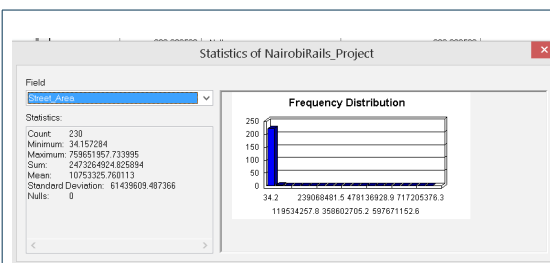 Statistics of NairobiRails_Project
Field
Street_Area
Statistics:
Count: 230
Minimum: 34.157284
Maximum: 759651957.733995
Sum: 2473264924.825894
Mean: 10753325.760113
Standard Deviation: 61439609.487366
Nulls: 0
Frequency Distribution
250
200
150
100
50
0
34.2 239068481.5 478136928.9 717205376.3
119534257.8 358602705.2 597671152.6